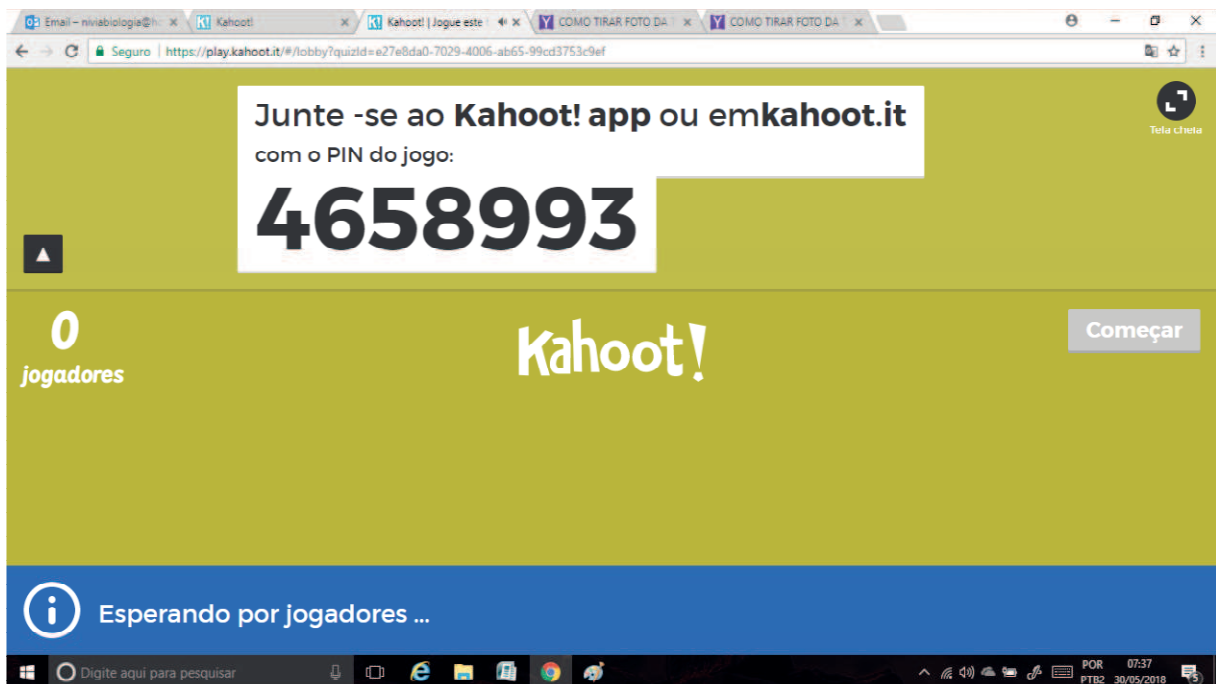 Email – niviabiologia@h
Kahoot!
Kahoot! | Jogue este
COMO TIRAR FOTO DA
COMO TIRAR FOTO DA
Seguro | https://play.kahoot.it/#/lobby?quizId=e27e8da0-7029-4006-ab65-99cd3753c9ef
Junte -se ao Kahoot! app ou emkahoot.it
com o PIN do jogo:
4658993
Tela cheia
0
jogadores
Kahoot!
Começar
Esperando por jogadores ...
Digite aqui para pesquisar
POR
PTB2
07:37
30/05/2018
5